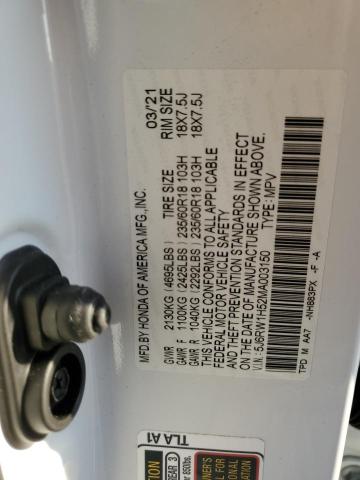 MFD.BY HONDA OF AMERICA MFG.,INC. 03/21
TIRE SIZE RIM SIZE
GVWR 2130KG (4695LBS)
GAWR F 1100KG (2425LBS) 235/60R18 103H 18X7.5J
GAWR R 1040KG (2292LBS) 235/60R18 103H 18X7.5J
THIS VEHICLE CONFORMS TO ALL APPLICABLE
FEDERAL MOTOR VEHICLE SAFETY
AND THEFT PREVENTION STANDARDS IN EFFECT
ON THE DATE OF MANUFACTURE SHOWN ABOVE.
V.I.N.:5J6RW1H52MA003150 TYPE: MPV
TPD M AA7 -NH883PX -F -A
TLA A1
REAR 3